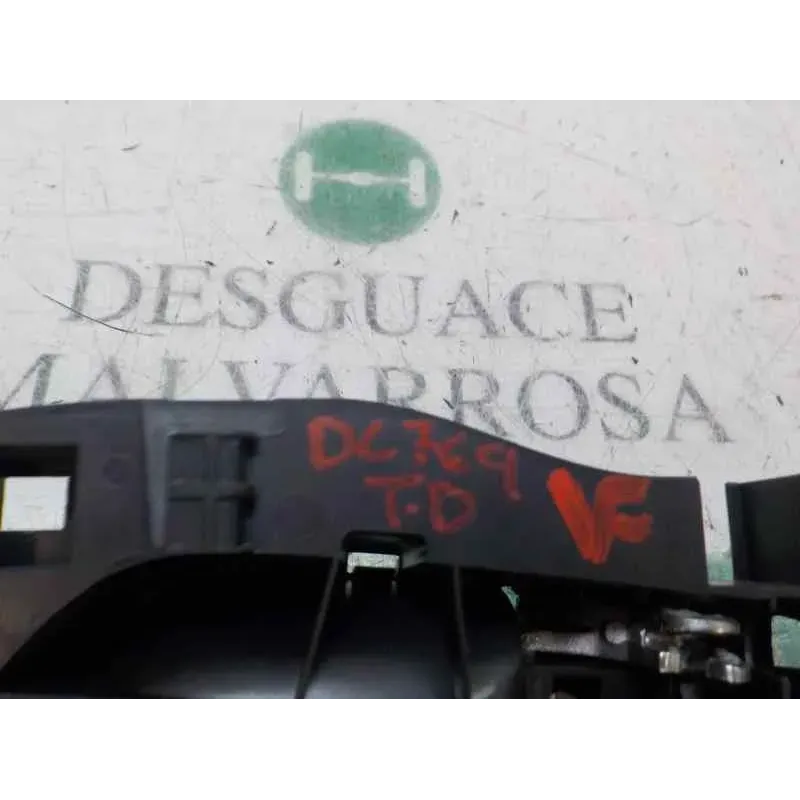 DESGUACE
MALVARROSA
DC769
T.D
VF